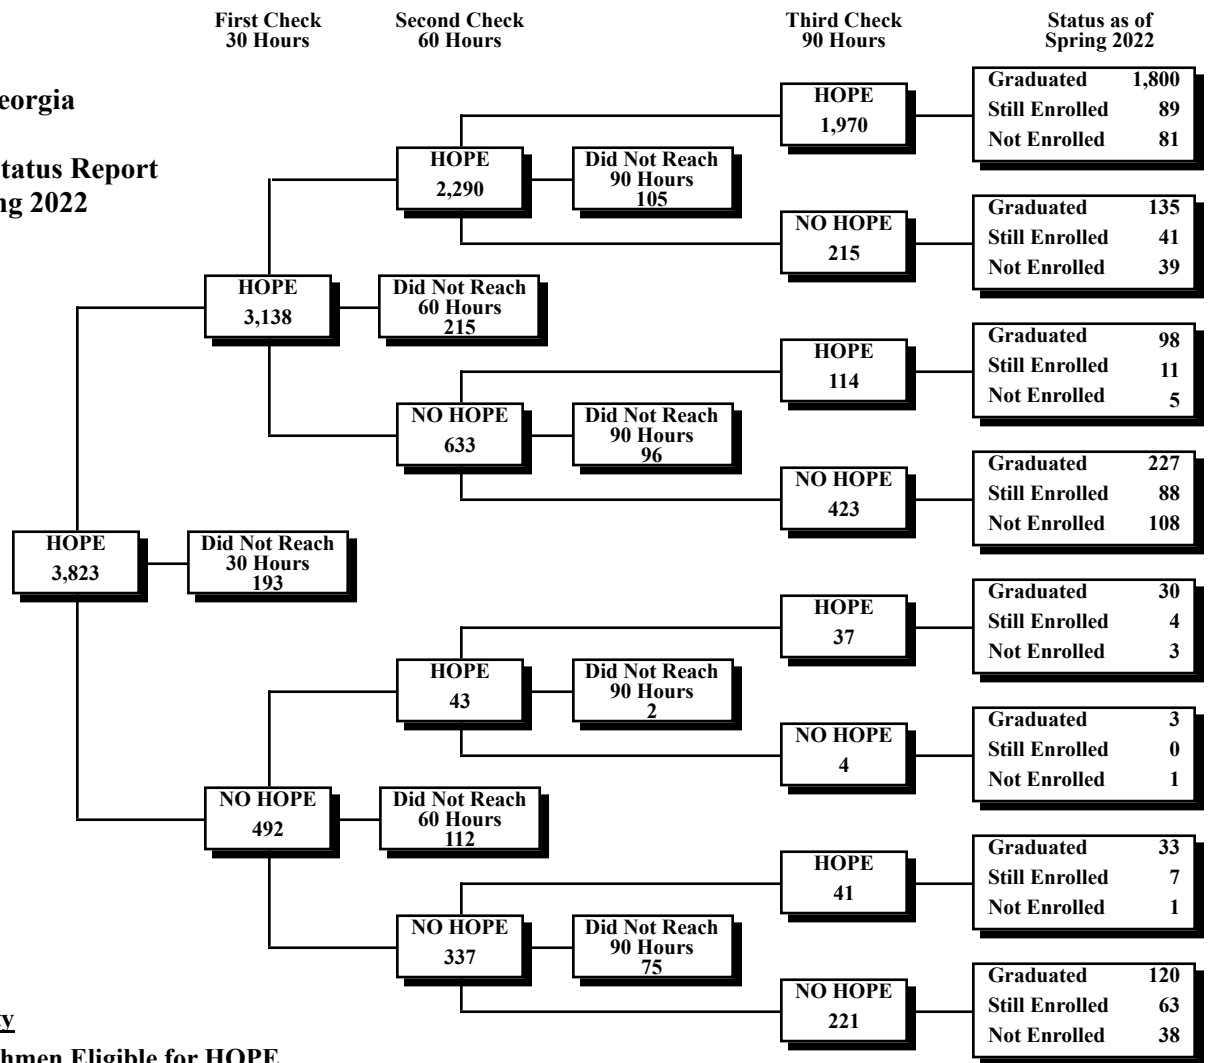 First Check
30 Hours
Second Check
60 Hours
Third Check
90 Hours
Status as of
Spring 2022
Report
2022
HOPE
3,823
Did Not Reach
30 Hours
193
HOPE
3,138
Did Not Reach
60 Hours
215
NO HOPE
492
Did Not Reach
60 Hours
112
HOPE
2,290
Did Not Reach
90 Hours
105
NO HOPE
633
Did Not Reach
90 Hours
96
HOPE
43
Did Not Reach
90 Hours
2
NO HOPE
337
Did Not Reach
90 Hours
75
HOPE
1,970
NO HOPE
215
HOPE
114
NO HOPE
423
HOPE
37
NO HOPE
4
HOPE
41
NO HOPE
221
Graduated 1,800
Still Enrolled 89
Not Enrolled 81
Graduated 135
Still Enrolled 41
Not Enrolled 39
Graduated 98
Still Enrolled 11
Not Enrolled 5
Graduated 227
Still Enrolled 88
Not Enrolled 108
Graduated 30
Still Enrolled 4
Not Enrolled 3
Graduated 3
Still Enrolled 0
Not Enrolled 1
Graduated 33
Still Enrolled 7
Not Enrolled 1
Graduated 120
Still Enrolled 63
Not Enrolled 38
Eligible for HOPE